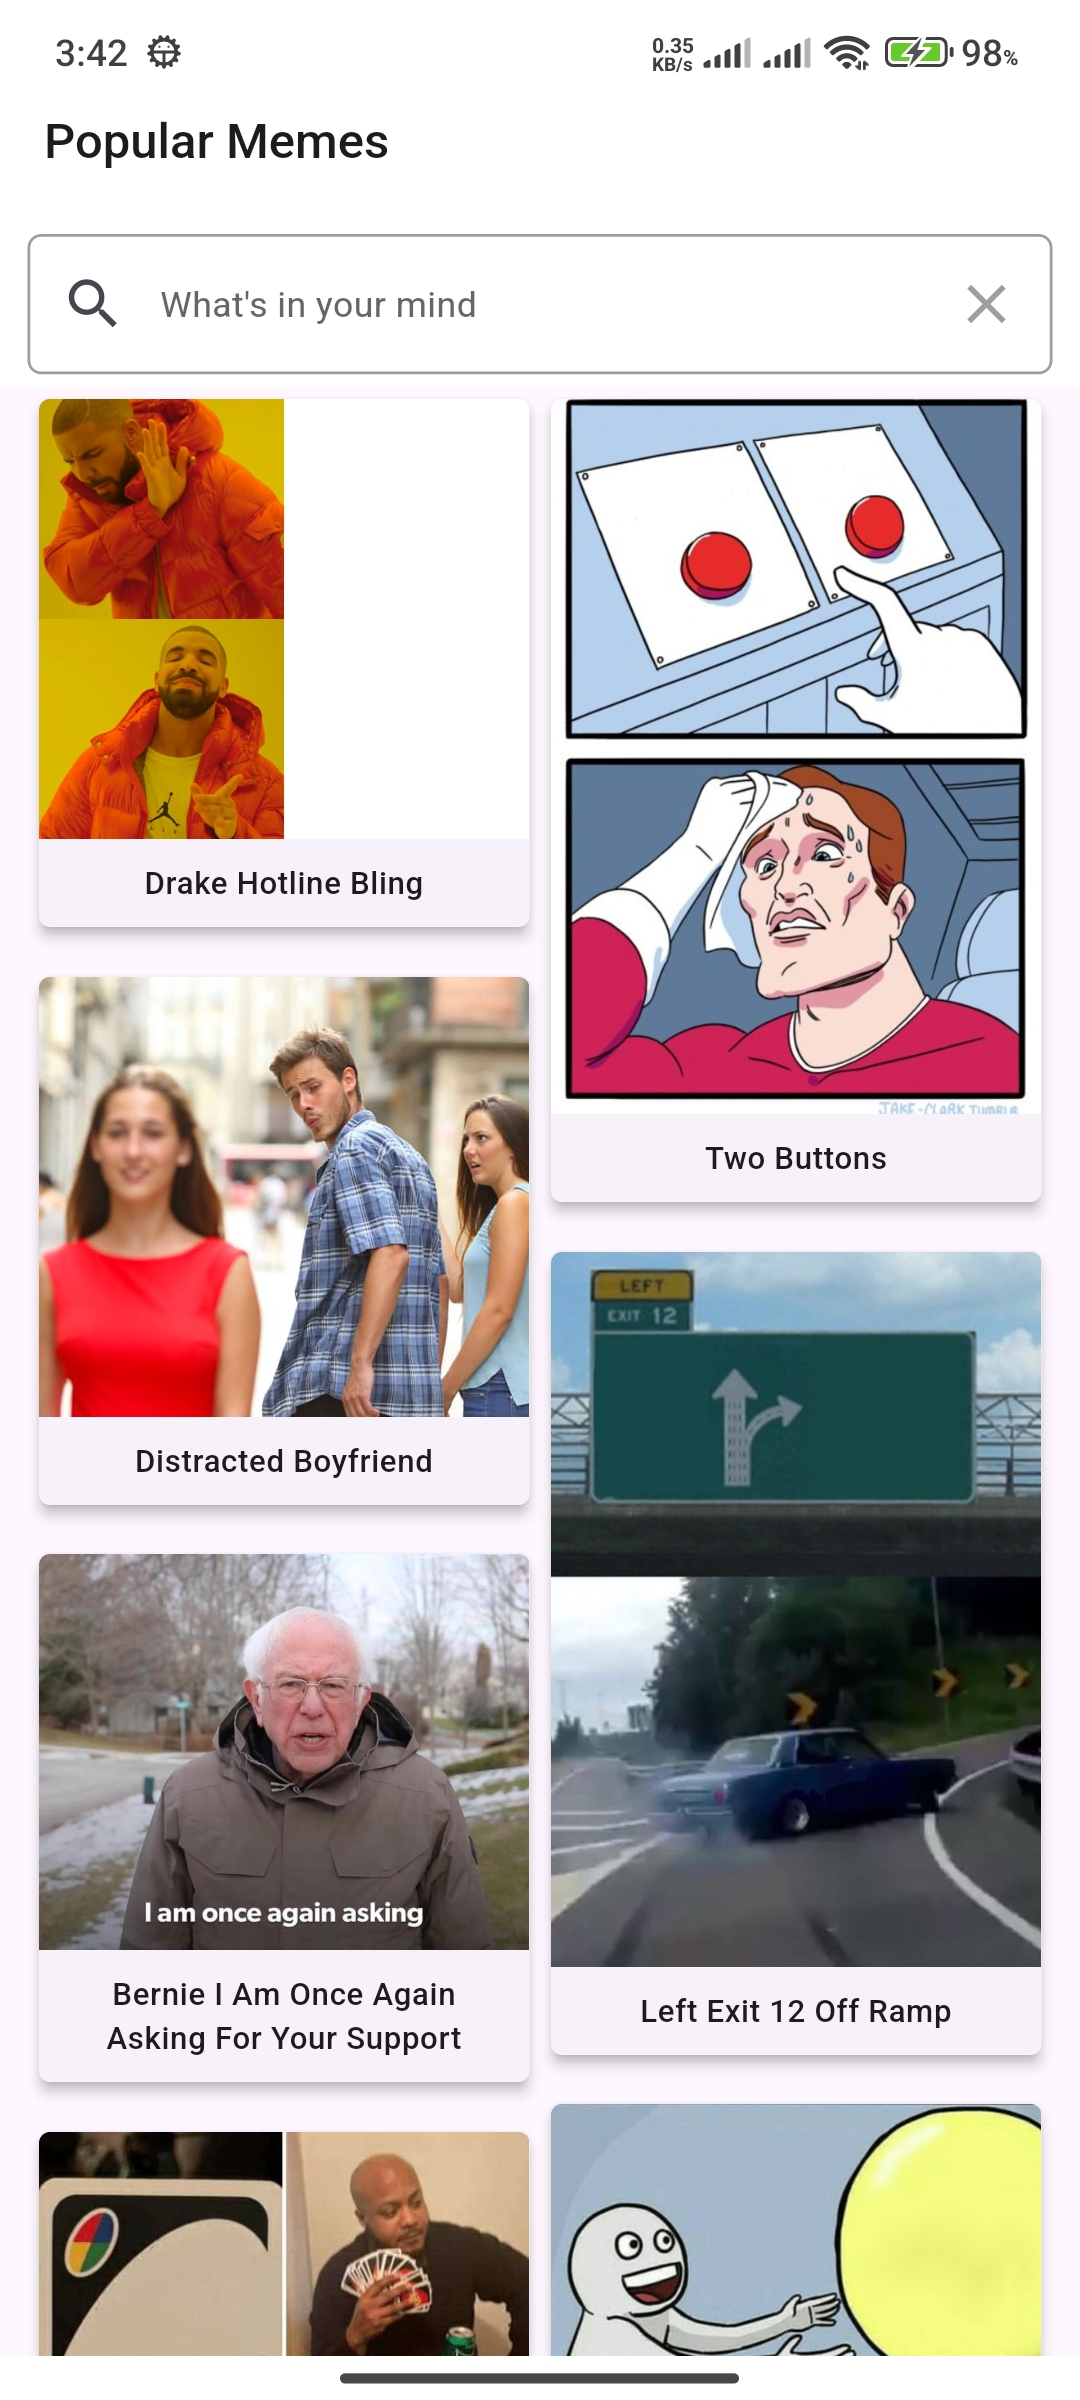 3:42
0.35
KB/s
98%
Popular Memes
What's in your mind
Drake Hotline Bling
JAKE-CLARK.TUMBLR
Two Buttons
Distracted Boyfriend
LEFT
EXIT 12
I am once again asking
Bernie I Am Once Again
Asking For Your Support
Left Exit 12 Off Ramp